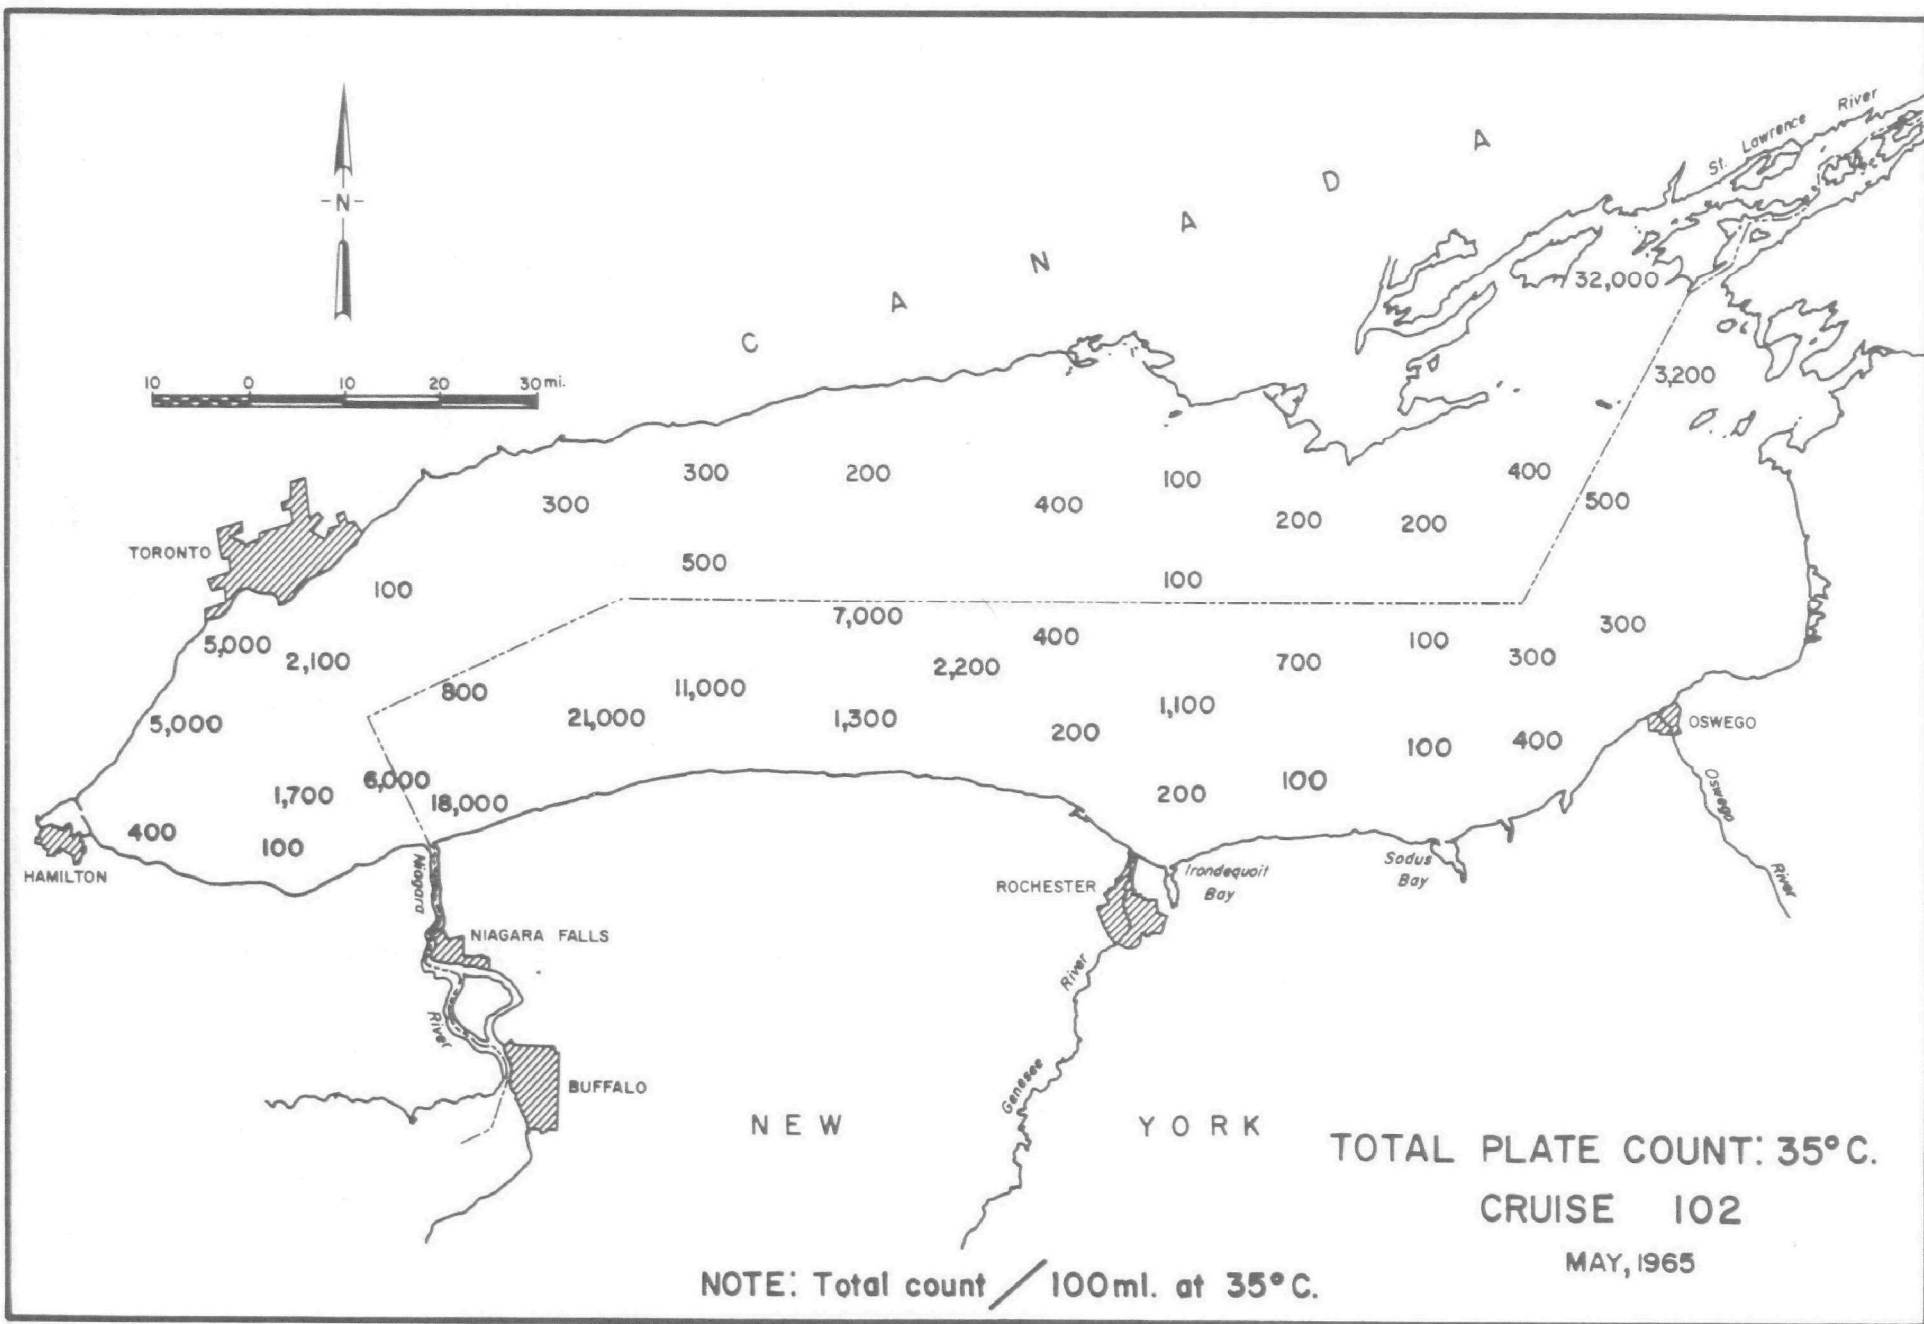 St. Lawrence River
C A N A D A
N
32,000
10 0 10 20 30 mi.
3,200
300 200 100 400
300 400 200 200 500
TORONTO
500 100
100
7,000
5,000 2,100 400 100 300
2,200 700 300
800 11,000
5,000 21,000 1,300 200 1,100 100 400 OSWEGO
6,000
1,700 18,000 200 100
400 100
Oswego River
HAMILTON
Niagara River
ROCHESTER
Irondequoit Bay
Sodus Bay
NIAGARA FALLS
Genesee River
BUFFALO
NEW YORK
TOTAL PLATE COUNT: 35°C.
CRUISE 102
MAY, 1965
NOTE: Total count / 100 ml. at 35°C.